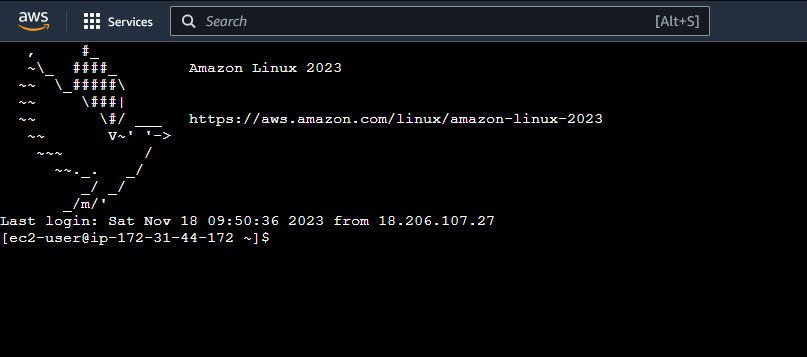 aws Services Search [Alt+S]
   ,     #_
   ~\_  ####_        Amazon Linux 2023
  ~~  \_#####\
  ~~     \###|
  ~~       \#/ ___   https://aws.amazon.com/linux/amazon-linux-2023
   ~~       V~' '->
    ~~~         /
      ~~._.   _/
         _/ _/
       _/m/'
Last login: Sat Nov 18 09:50:36 2023 from 18.206.107.27
[ec2-user@ip-172-31-44-172 ~]$